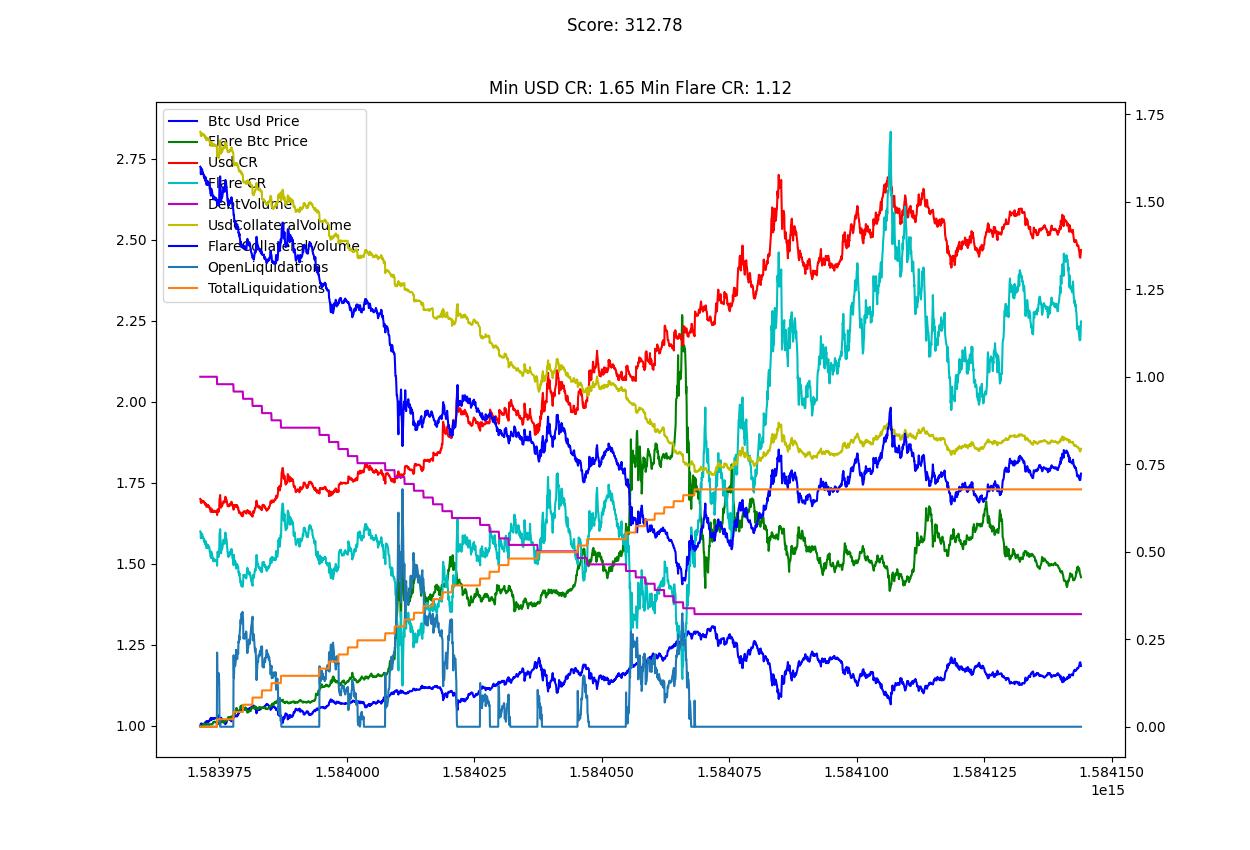 Score: 312.78
Min USD CR: 1.65 Min Flare CR: 1.12
Btc Usd Price
Flare Btc Price
Usd CR
Flare CR
DebtVolume
UsdCollateralVolume
FlareCollateralVolume
OpenLiquidations
TotalLiquidations
2.75
2.50
2.25
2.00
1.75
1.50
1.25
1.00
1.75
1.50
1.25
1.00
0.75
0.50
0.25
0.00
1.583975 1.584000 1.584025 1.584050 1.584075 1.584100 1.584125 1.584150
1e15